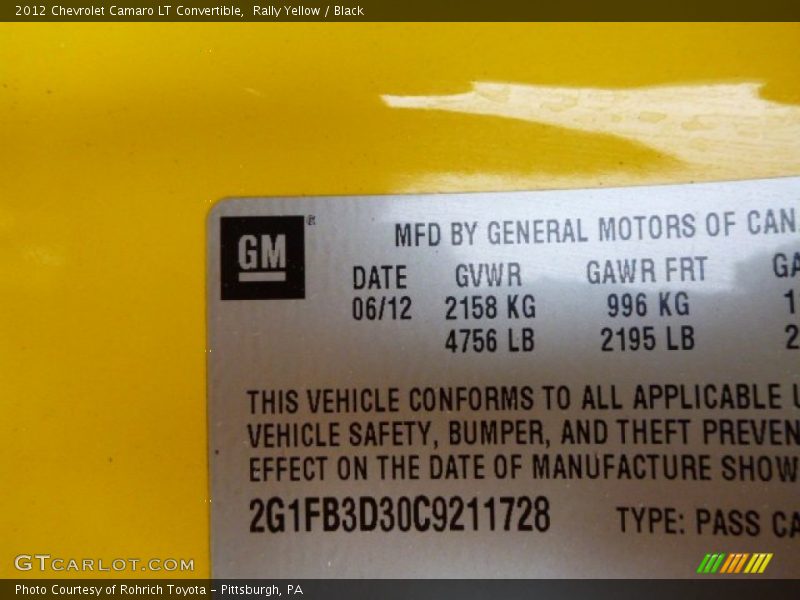 2012 Chevrolet Camaro LT Convertible,  Rally Yellow / Black
GM®
MFD BY GENERAL MOTORS OF CAN
DATE GVWR GAWR FRT GA
06/12 2158 KG 996 KG 1
4756 LB 2195 LB 2
THIS VEHICLE CONFORMS TO ALL APPLICABLE U
VEHICLE SAFETY, BUMPER, AND THEFT PREVEN
EFFECT ON THE DATE OF MANUFACTURE SHOW
2G1FB3D30C9211728 TYPE: PASS CA
GTCARLOT.COM
Photo Courtesy of Rohrich Toyota - Pittsburgh, PA